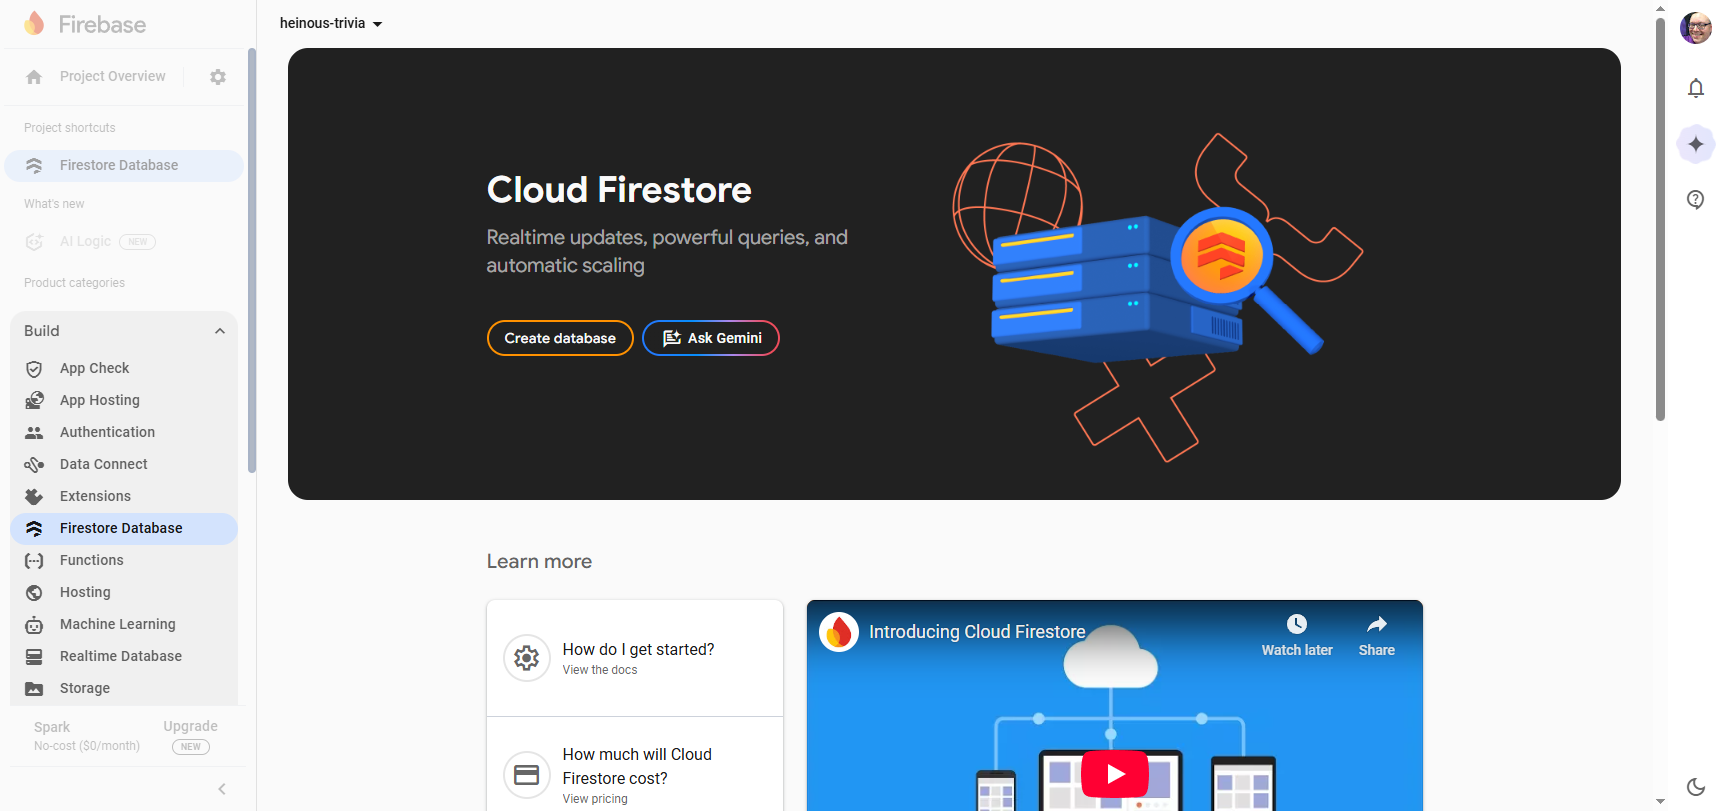 Firebase
Project Overview
Project shortcuts
Firestore Database
What's new
AI Logic NEW
Product categories
Build
App Check
App Hosting
Authentication
Data Connect
Extensions
Firestore Database
Functions
Hosting
Machine Learning
Realtime Database
Storage
Spark
No-cost ($0/month)
Upgrade
NEW
heinous-trivia
Cloud Firestore
Realtime updates, powerful queries, and
automatic scaling
Create database
Ask Gemini
Learn more
How do I get started?
View the docs
How much will Cloud
Firestore cost?
View pricing
Introducing Cloud Firestore
Watch later
Share